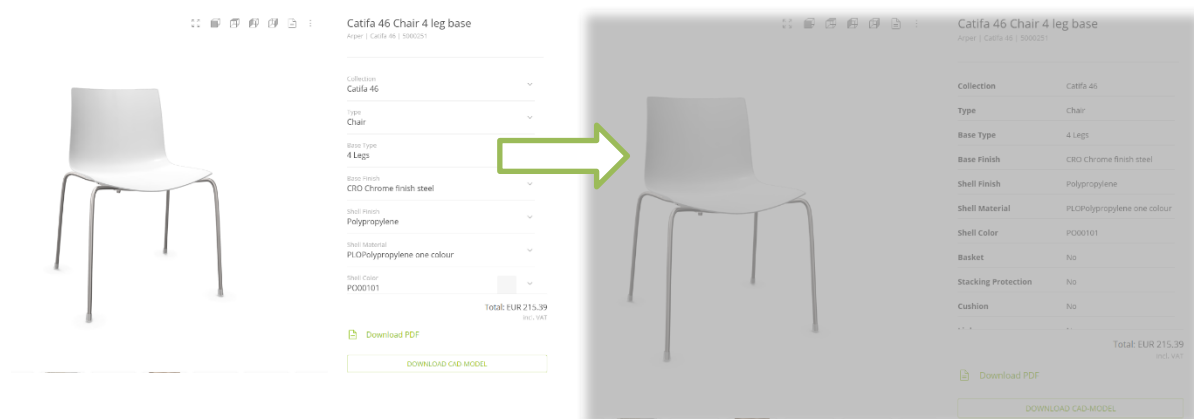 Catifa 46 Chair 4 leg base
Arper | Catifa 46 | 5000251
Collection
Catifa 46
Type
Chair
Base Type
4 Legs
Base Finish
CRO Chrome finish steel
Shell Finish
Polypropylene
Shell Material
PLOPolypropylene one colour
Shell Color
PO00101
Total: EUR 215.39
incl. VAT
Download PDF
DOWNLOAD CAD MODEL
Catifa 46 Chair 4 leg base
Arper | Catifa 46 | 5000251
Collection Catifa 46
Type Chair
Base Type 4 Legs
Base Finish CRO Chrome finish steel
Shell Finish Polypropylene
Shell Material PLOPolypropylene one colour
Shell Color PO00101
Basket No
Stacking Protection No
Cushion No
Total: EUR 215.39
incl. VAT
Download PDF
DOWNLOAD CAD-MODEL